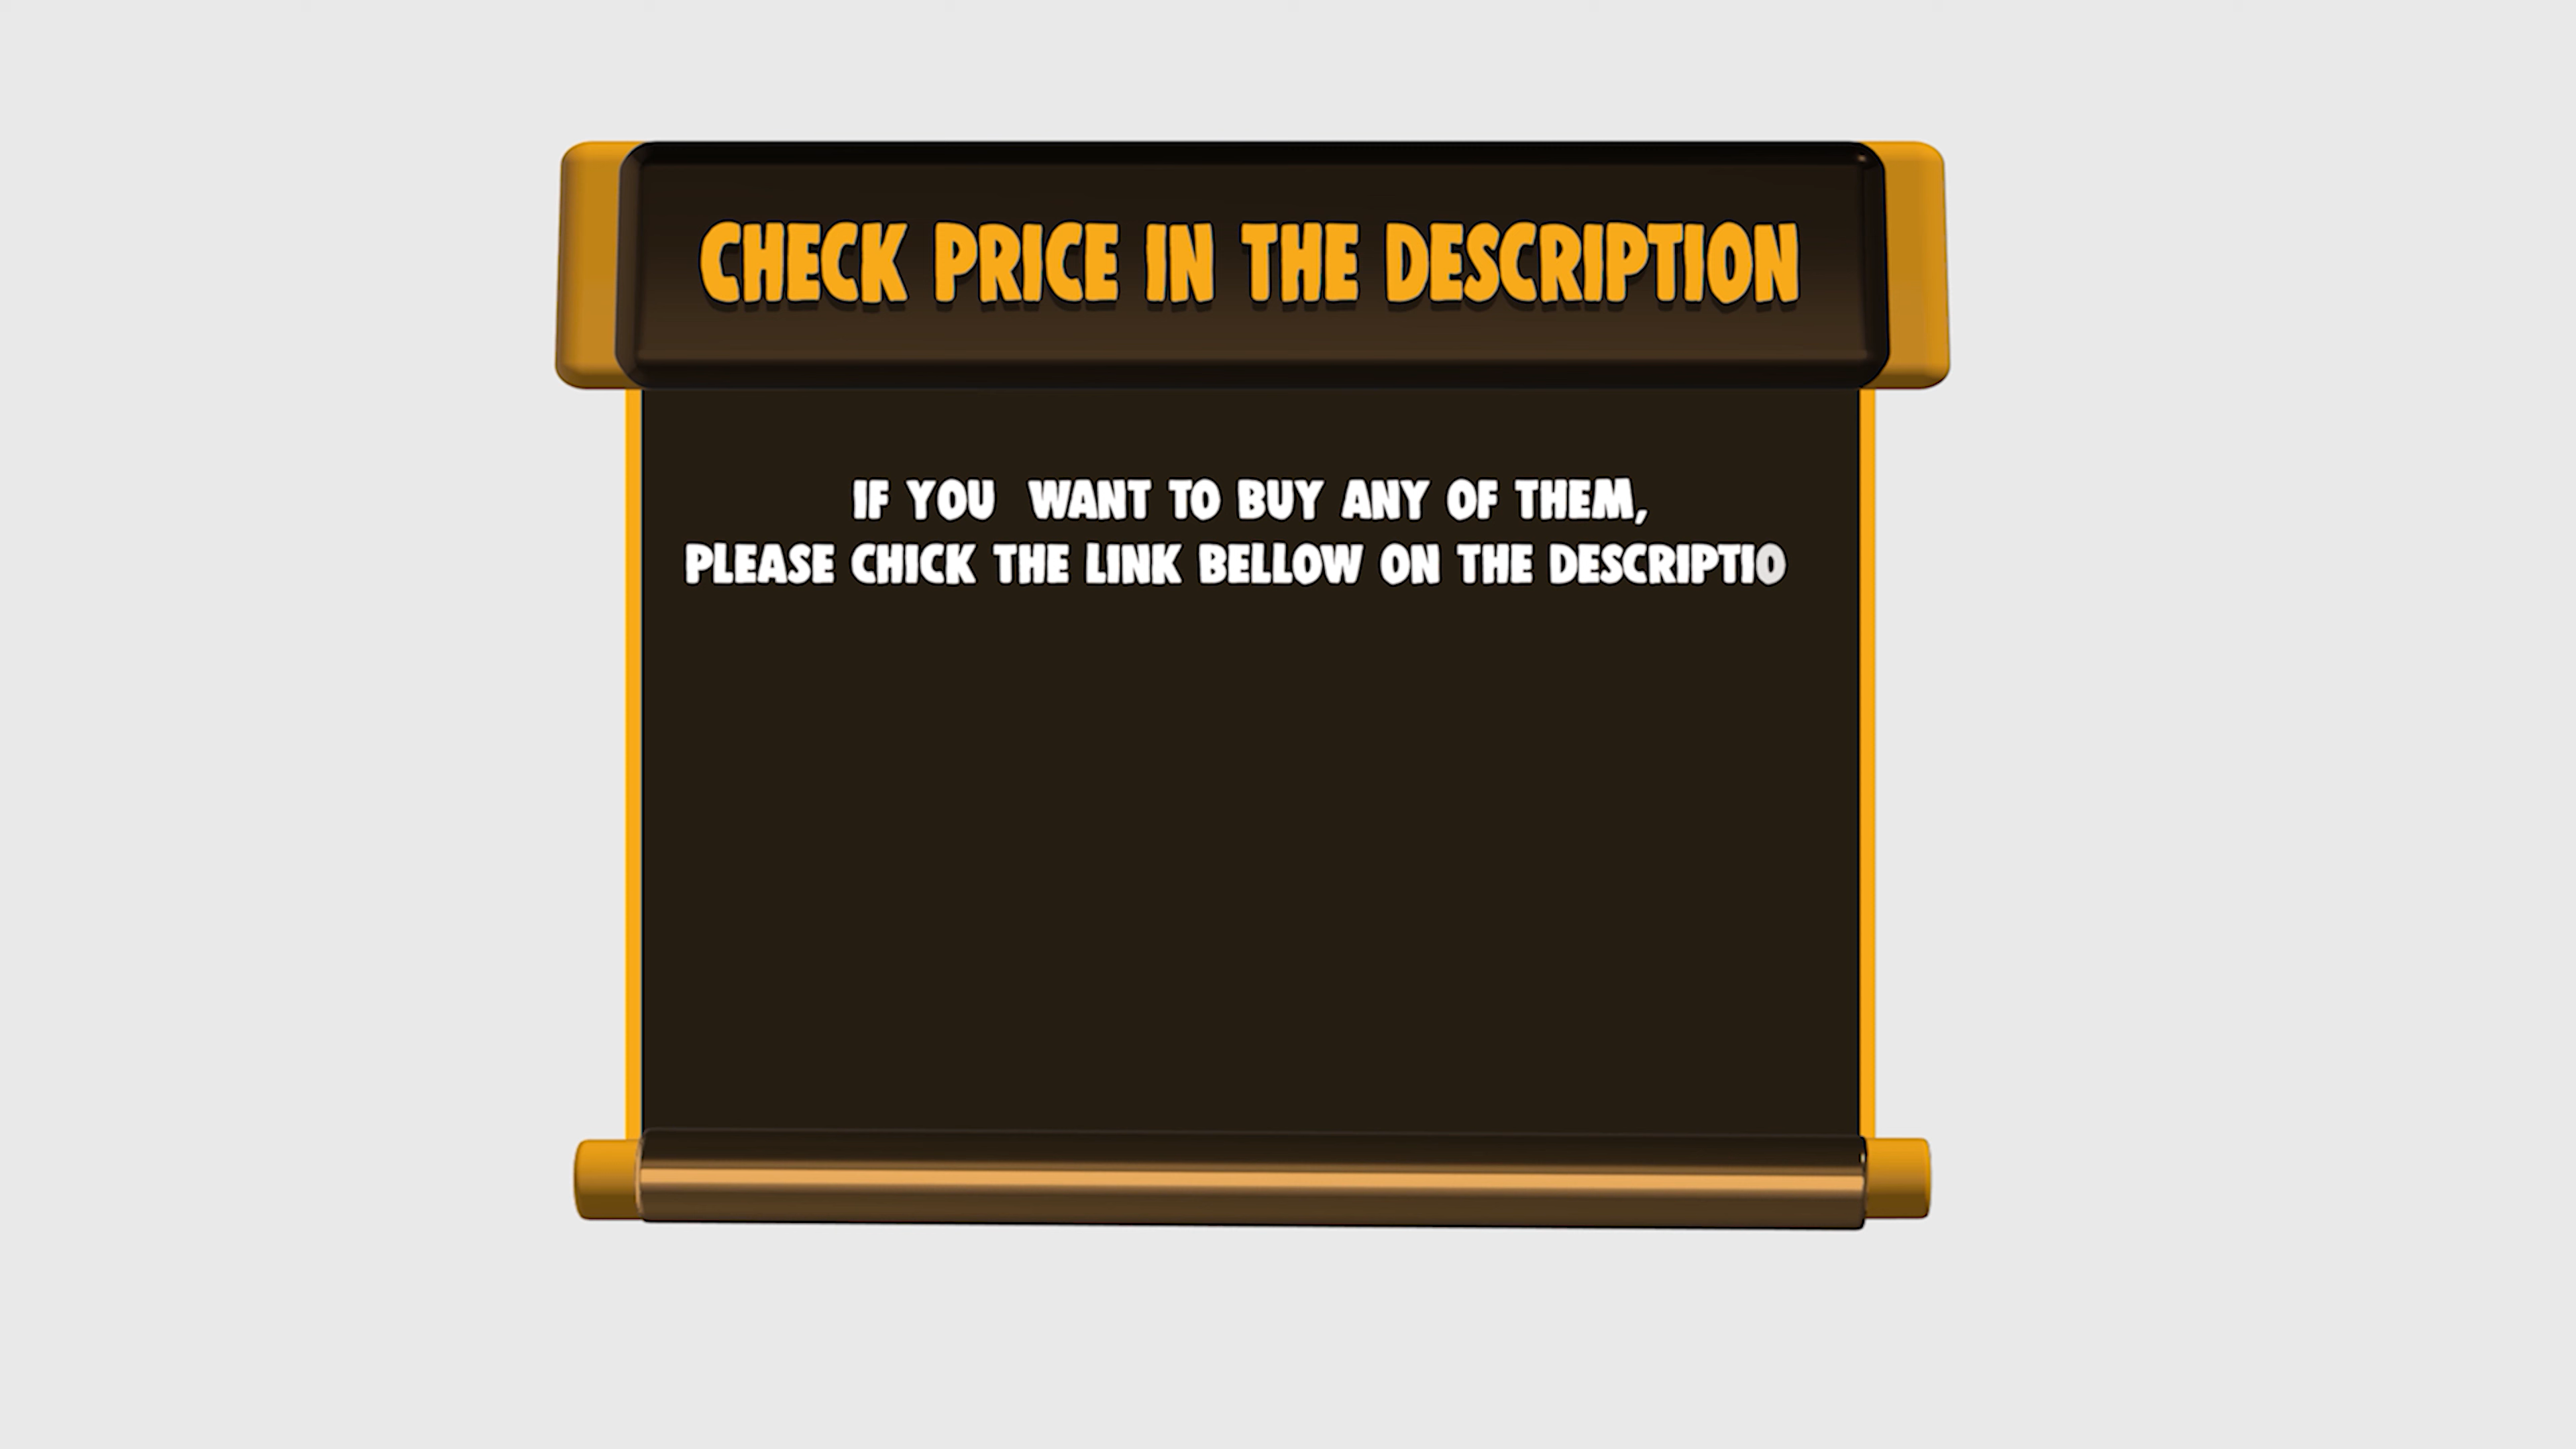 CHECK PRICE IN THE DESCRIPTION
IF YOU WANT TO BUY ANY OF THEM,
PLEASE CHICK THE LINK BELLOW ON THE DESCRIPTIO